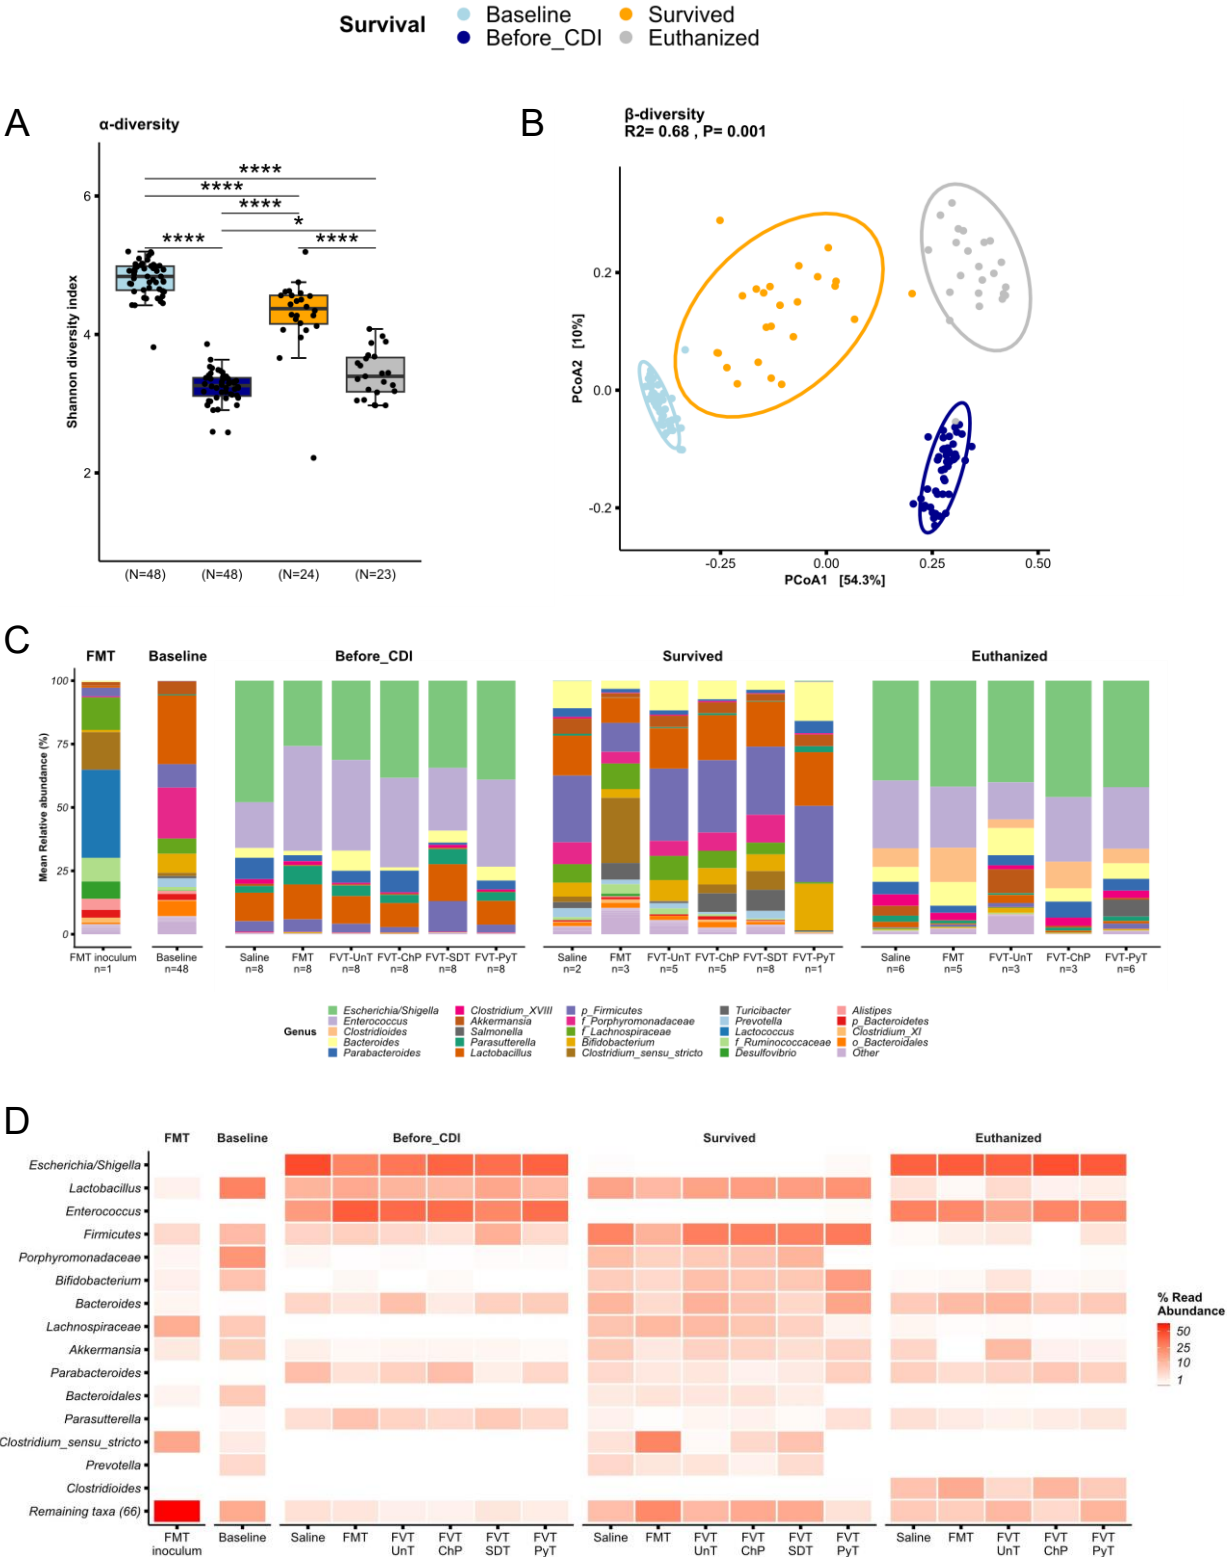 Survival
Baseline
Survived
Before_CDI
Euthanized
A
α-diversity
Shannon diversity index
6
4
2
****
****
****
*
****
****
(N=48)
(N=48)
(N=24)
(N=23)
B
β-diversity
R2= 0.68 , P= 0.001
PCoA2 [10%]
0.2
0.0
-0.2
-0.25
0.00
0.25
0.50
PCoA1 [54.3%]
C
FMT
Baseline
Before_CDI
Survived
Euthanized
Mean Relative abundance (%)
100
75
50
25
0
FMT inoculum
n=1
Baseline
n=48
Saline
n=8
FMT
n=8
FVT-UnT
n=8
FVT-ChP
n=8
FVT-SDT
n=8
FVT-PyT
n=8
Saline
n=2
FMT
n=3
FVT-UnT
n=5
FVT-ChP
n=5
FVT-SDT
n=8
FVT-PyT
n=1
Saline
n=6
FMT
n=5
FVT-UnT
n=3
FVT-ChP
n=3
FVT-PyT
n=6
Genus
Escherichia/Shigella
Enterococcus
Clostridioides
Bacteroides
Parabacteroides
Clostridium_XVIII
Akkermansia
Salmonella
Parasutterella
Lactobacillus
p_Firmicutes
f_Porphyromonadaceae
f_Lachnospiraceae
Bifidobacterium
Clostridium_sensu_stricto
Turicibacter
Prevotella
Lactococcus
f_Ruminococcaceae
Desulfovibrio
Alistipes
p_Bacteroidetes
Clostridium_XI
o_Bacteroidales
Other
D
FMT
Baseline
Before_CDI
Survived
Euthanized
Escherichia/Shigella
Lactobacillus
Enterococcus
Firmicutes
Porphyromonadaceae
Bifidobacterium
Bacteroides
Lachnospiraceae
Akkermansia
Parabacteroides
Bacteroidales
Parasutterella
Clostridium_sensu_stricto
Prevotella
Clostridioides
Remaining taxa (66)
FMT
inoculum
Baseline
Saline
FMT
FVT
UnT
FVT
ChP
FVT
SDT
FVT
PyT
Saline
FMT
FVT
UnT
FVT
ChP
FVT
SDT
FVT
PyT
Saline
FMT
FVT
UnT
FVT
ChP
FVT
PyT
% Read
Abundance
50
25
10
1